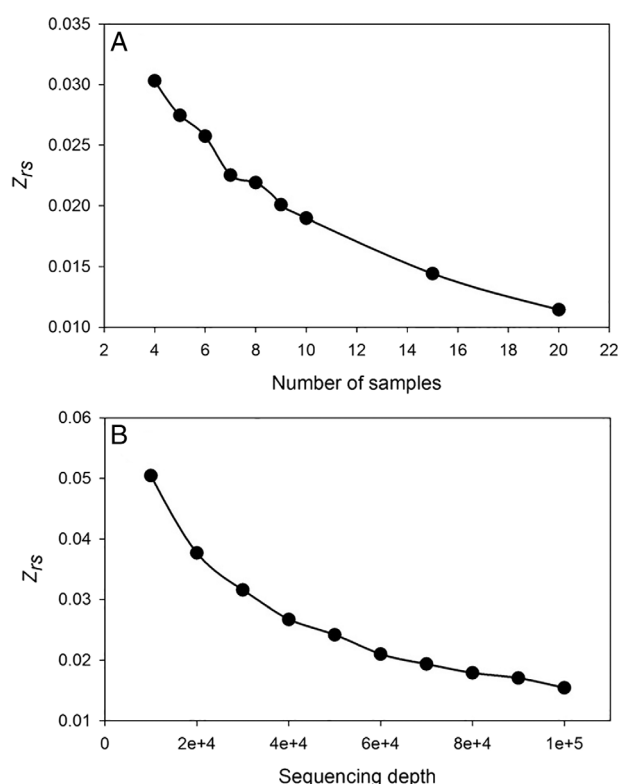 A
0.035
0.030
0.025
0.020
0.015
0.010
Zrs
2 4 6 8 10 12 14 16 18 20 22
Number of samples
B
0.06
0.05
0.04
0.03
0.02
0.01
Zrs
0 2e+4 4e+4 6e+4 8e+4 1e+5
Sequencing depth